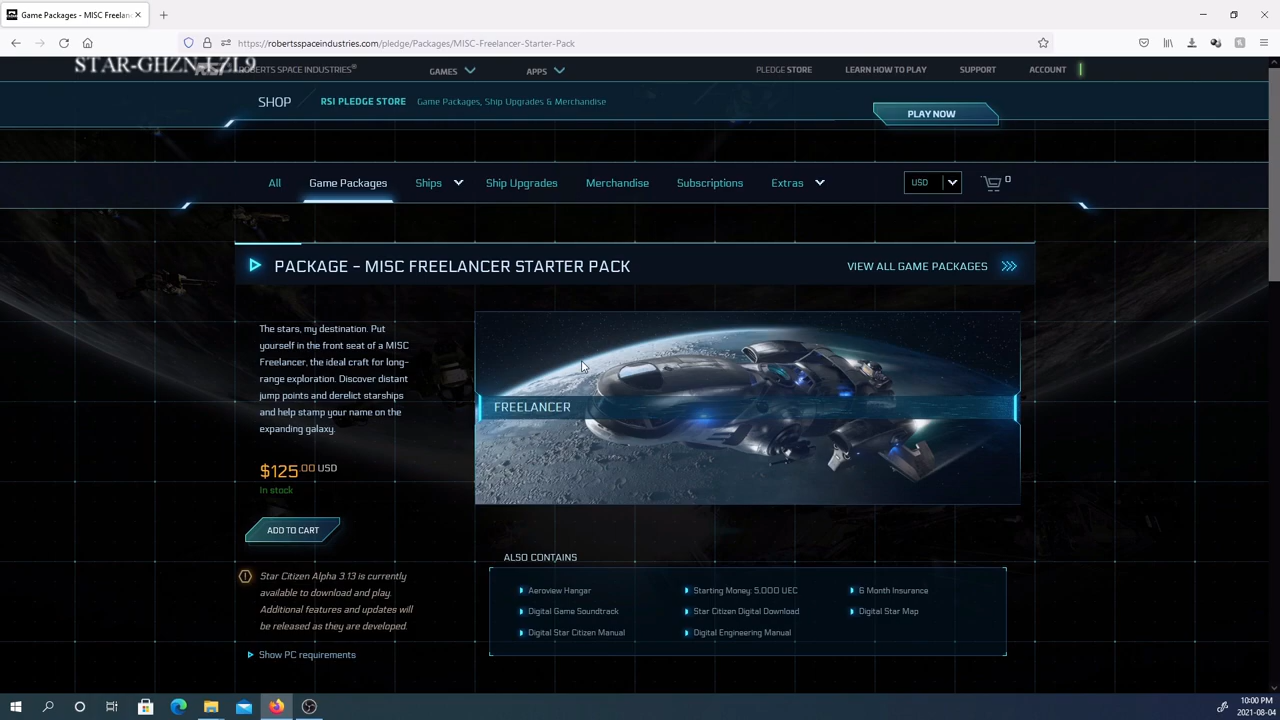 Game Packages - MISC Freelan
https://robertsspaceindustries.com/pledge/Packages/MISC-Freelancer-Starter-Pack
ROBERTS SPACE INDUSTRIES®
GAMES
APPS
PLEDGE STORE
LEARN HOW TO PLAY
SUPPORT
ACCOUNT
SHOP
RSI PLEDGE STORE
Game Packages, Ship Upgrades & Merchandise
PLAY NOW
All
Game Packages
Ships
Ship Upgrades
Merchandise
Subscriptions
Extras
USD
0
PACKAGE - MISC FREELANCER STARTER PACK
VIEW ALL GAME PACKAGES
The stars, my destination. Put
yourself in the front seat of a MISC
Freelancer, the ideal craft for long-
range exploration. Discover distant
jump points and derelict starships
and help stamp your name on the
expanding galaxy.
FREELANCER
$125.00 USD
In stock
ADD TO CART
Star Citizen Alpha 3.13 is currently
available to download and play.
Additional features and updates will
be released as they are developed.
Show PC requirements
ALSO CONTAINS
Aeroview Hangar
Starting Money: 5,000 UEC
6 Month Insurance
Digital Game Soundtrack
Star Citizen Digital Download
Digital Star Map
Digital Star Citizen Manual
Digital Engineering Manual
10:00 PM
2021-08-04